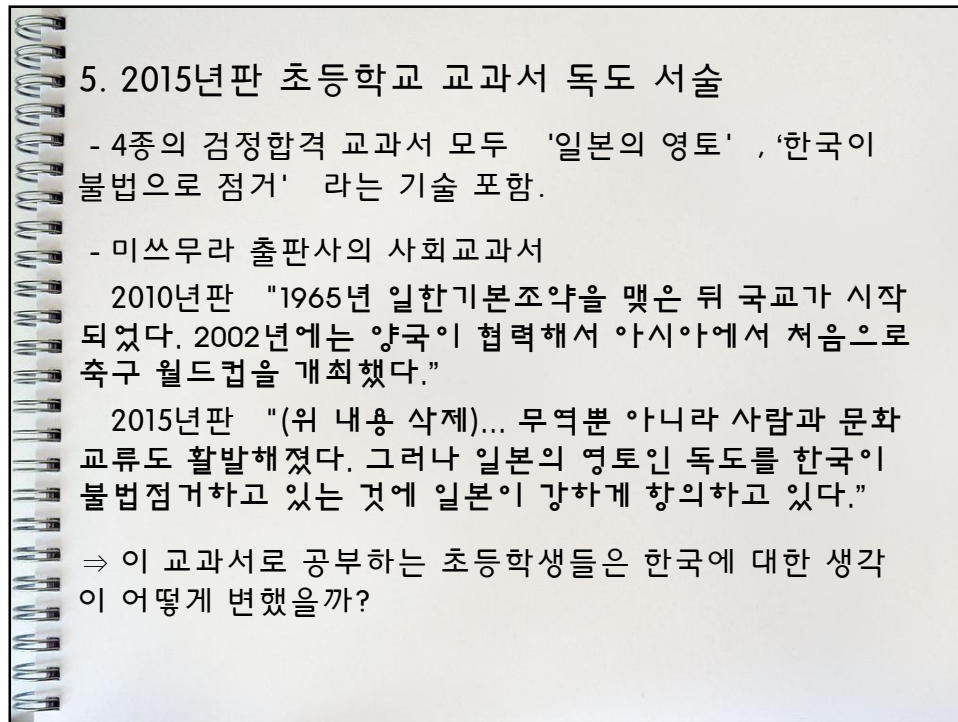 5. 2015년판 초등학교 교과서 독도 서술
- 4종의 검정합격 교과서 모두 '일본의 영토' , ‘한국이
불법으로 점거' 라는 기술 포함.
- 미쓰무라 출판사의 사회교과서
2010년판 "1965년 일한기본조약을 맺은 뒤 국교가 시작
되었다. 2002년에는 양국이 협력해서 아시아에서 처음으로
축구 월드컵을 개최했다.”
2015년판 "(위 내용 삭제)... 무역뿐 아니라 사람과 문화
교류도 활발해졌다. 그러나 일본의 영토인 독도를 한국이
불법점거하고 있는 것에 일본이 강하게 항의하고 있다.”
⇒ 이 교과서로 공부하는 초등학생들은 한국에 대한 생각
이 어떻게 변했을까?